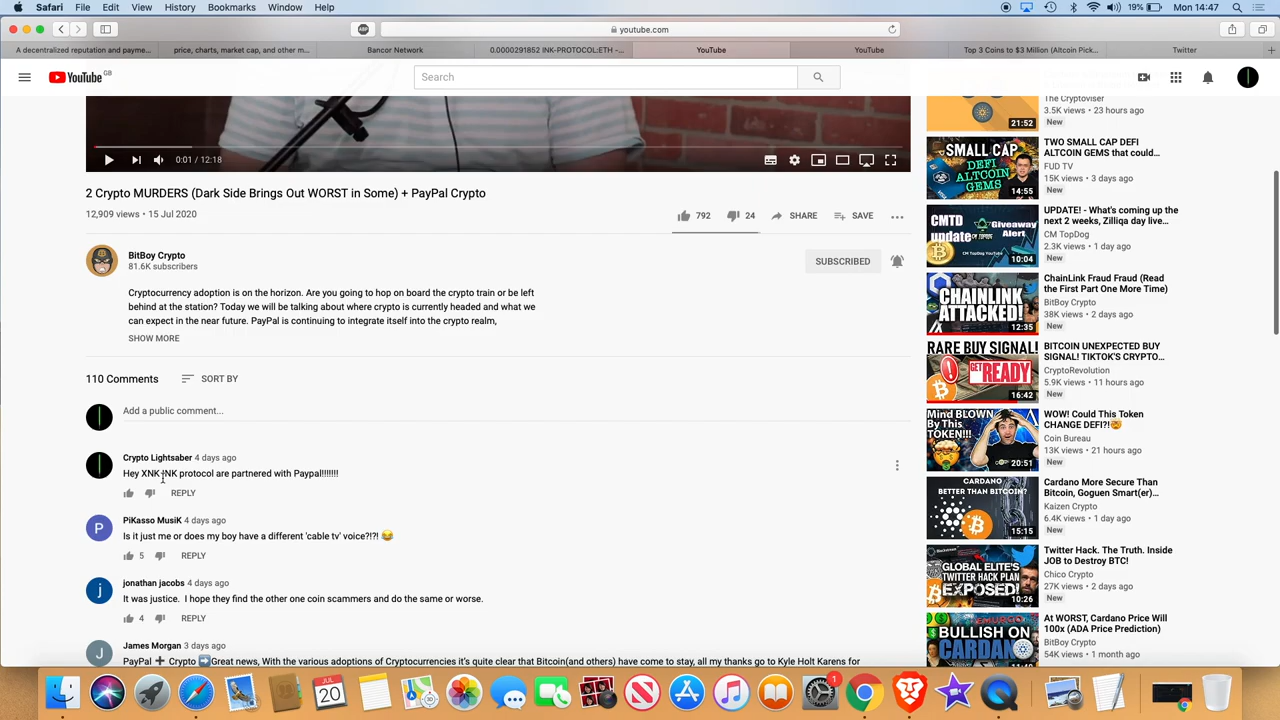 Safari File Edit View History Bookmarks Window Help 19% Mon 14:47
youtube.com
A decentralized reputation and payme... price, charts, market cap, and other m... Bancor Network 0.0000291852 INK-PROTOCOL:ETH -... YouTube YouTube Top 3 Coins to $3 Million (Altcoin Pick... Twitter
YouTube GB Search
0:01 / 12:18
2 Crypto MURDERS (Dark Side Brings Out WORST in Some) + PayPal Crypto
12,909 views • 15 Jul 2020
792 24 SHARE SAVE
BitBoy Crypto
81.6K subscribers
SUBSCRIBED
Cryptocurrency adoption is on the horizon. Are you going to hop on board the crypto train or be left
behind at the station? Today we will be talking about where crypto is currently headed and what we
can expect in the near future. PayPal is continuing to integrate itself into the crypto realm,
SHOW MORE
110 Comments SORT BY
Add a public comment...
Crypto Lightsaber 4 days ago
Hey XNK INK protocol are partnered with Paypal!!!!!!!
REPLY
PiKasso MusiK 4 days ago
Is it just me or does my boy have a different 'cable tv' voice?!?! 😂
5 REPLY
jonathan jacobs 4 days ago
It was justice. I hope they find the other one coin scammers and do the same or worse.
4 REPLY
James Morgan 3 days ago
PayPal ➕ Crypto ➡️Great news, With the various adoptions of Cryptocurrencies it's quite clear that Bitcoin(and others) have come to stay, all my thanks go to Kyle Holt Karens for
The Cryptoviser
3.5K views • 23 hours ago
New
21:52
SMALL CAP
DEFI
ALTCOIN
GEMS
14:55
TWO SMALL CAP DEFI
ALTCOIN GEMS that could...
FUD TV
15K views • 3 days ago
New
CMTD
update
Giveaway
Alert
10:04
UPDATE! - What's coming up the
next 2 weeks, Zilliqa day live...
CM TopDog
2.3K views • 1 day ago
New
CHAINLINK
ATTACKED!
12:35
ChainLink Fraud Fraud (Read
the First Part One More Time)
BitBoy Crypto
38K views • 2 days ago
New
RARE BUY SIGNAL!
GET
READY
16:42
BITCOIN UNEXPECTED BUY
SIGNAL! TIKTOK'S CRYPTO...
CryptoRevolution
5.9K views • 11 hours ago
New
Mind BLOWN
By This
TOKEN!!!
20:51
WOW! Could This Token
CHANGE DEFI?!🤯
Coin Bureau
13K views • 21 hours ago
New
CARDANO
BETTER THAN BITCOIN?
15:15
Cardano More Secure Than
Bitcoin, Goguen Smart(er)...
Kaizen Crypto
6.4K views • 1 day ago
New
GLOBAL ELITE'S
TWITTER HACK PLAN
EXPOSED!
10:26
Twitter Hack. The Truth. Inside
JOB to Destroy BTC!
Chico Crypto
27K views • 2 days ago
New
BULLISH ON
CARDANO
At WORST, Cardano Price Will
100x (ADA Price Prediction)
BitBoy Crypto
54K views • 1 month ago
JUL
20
1